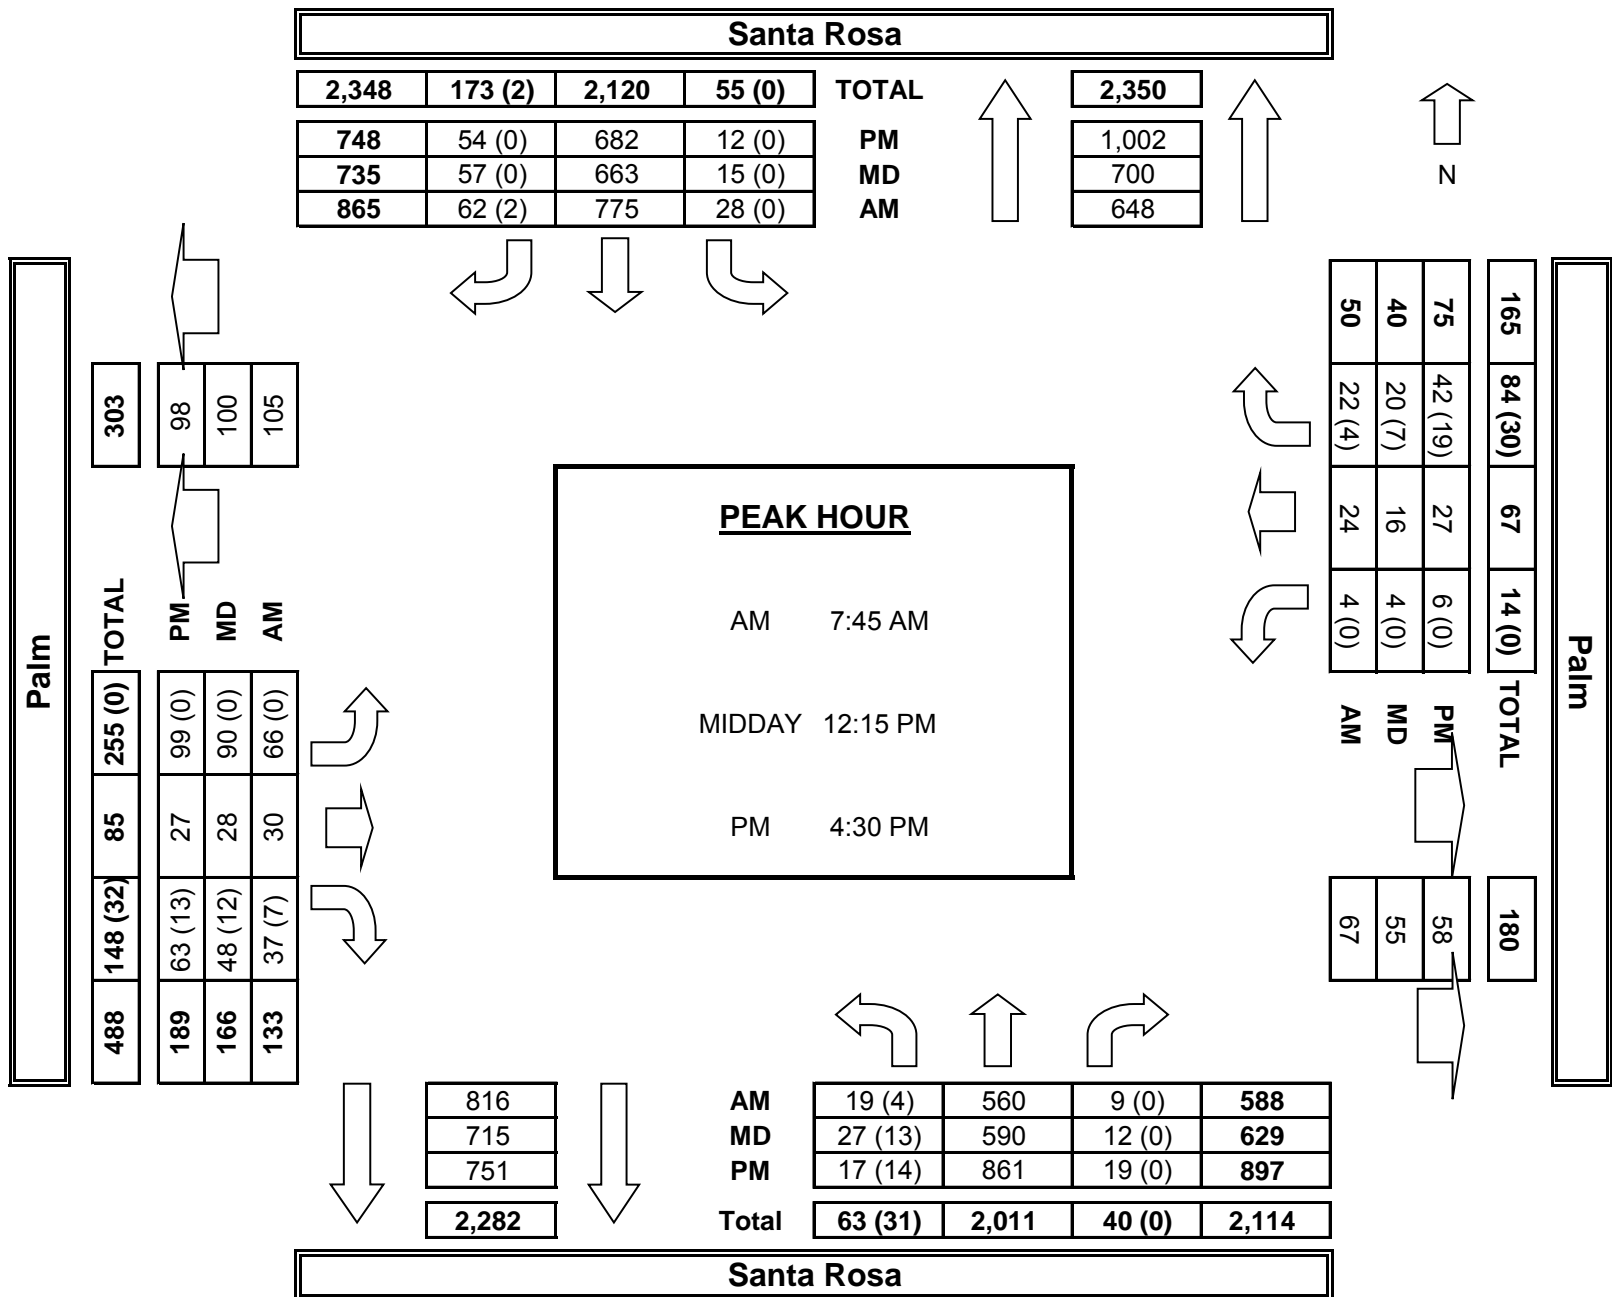 Santa Rosa
2,348 173 (2) 2,120 55 (0) TOTAL 2,350
748 54 (0) 682 12 (0) PM 1,002
735 57 (0) 663 15 (0) MD 700
865 62 (2) 775 28 (0) AM 648
N
Palm
303
98
100
105
TOTAL PM MD AM
255 (0) 99 (0) 90 (0) 66 (0)
85 27 28 30
148 (32) 63 (13) 48 (12) 37 (7)
488 189 166 133
PEAK HOUR
AM 7:45 AM
MIDDAY 12:15 PM
PM 4:30 PM
50 40 75 165
22 (4) 20 (7) 42 (19) 84 (30)
24 16 27 67
4 (0) 4 (0) 6 (0) 14 (0)
AM MD PM TOTAL
67 55 58 180
Palm
816 AM 19 (4) 560 9 (0) 588
715 MD 27 (13) 590 12 (0) 629
751 PM 17 (14) 861 19 (0) 897
2,282 Total 63 (31) 2,011 40 (0) 2,114
Santa Rosa